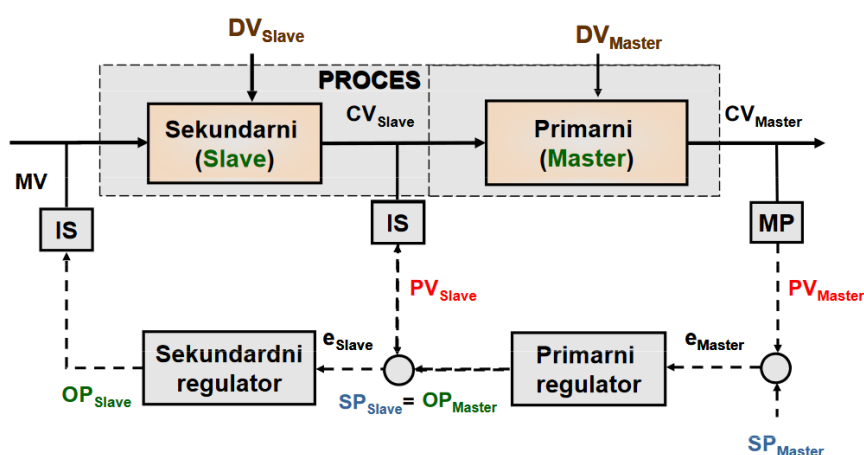 DVSlave
DVMaster
PROCES
CVSlave
CVMaster
Sekundarni
(Slave)
Primarni
(Master)
MV
IS
IS
MP
PVSlave
PVMaster
eSlave
eMaster
Sekundardni
regulator
Primarni
regulator
OPSlave
SPSlave= OPMaster
SPMaster